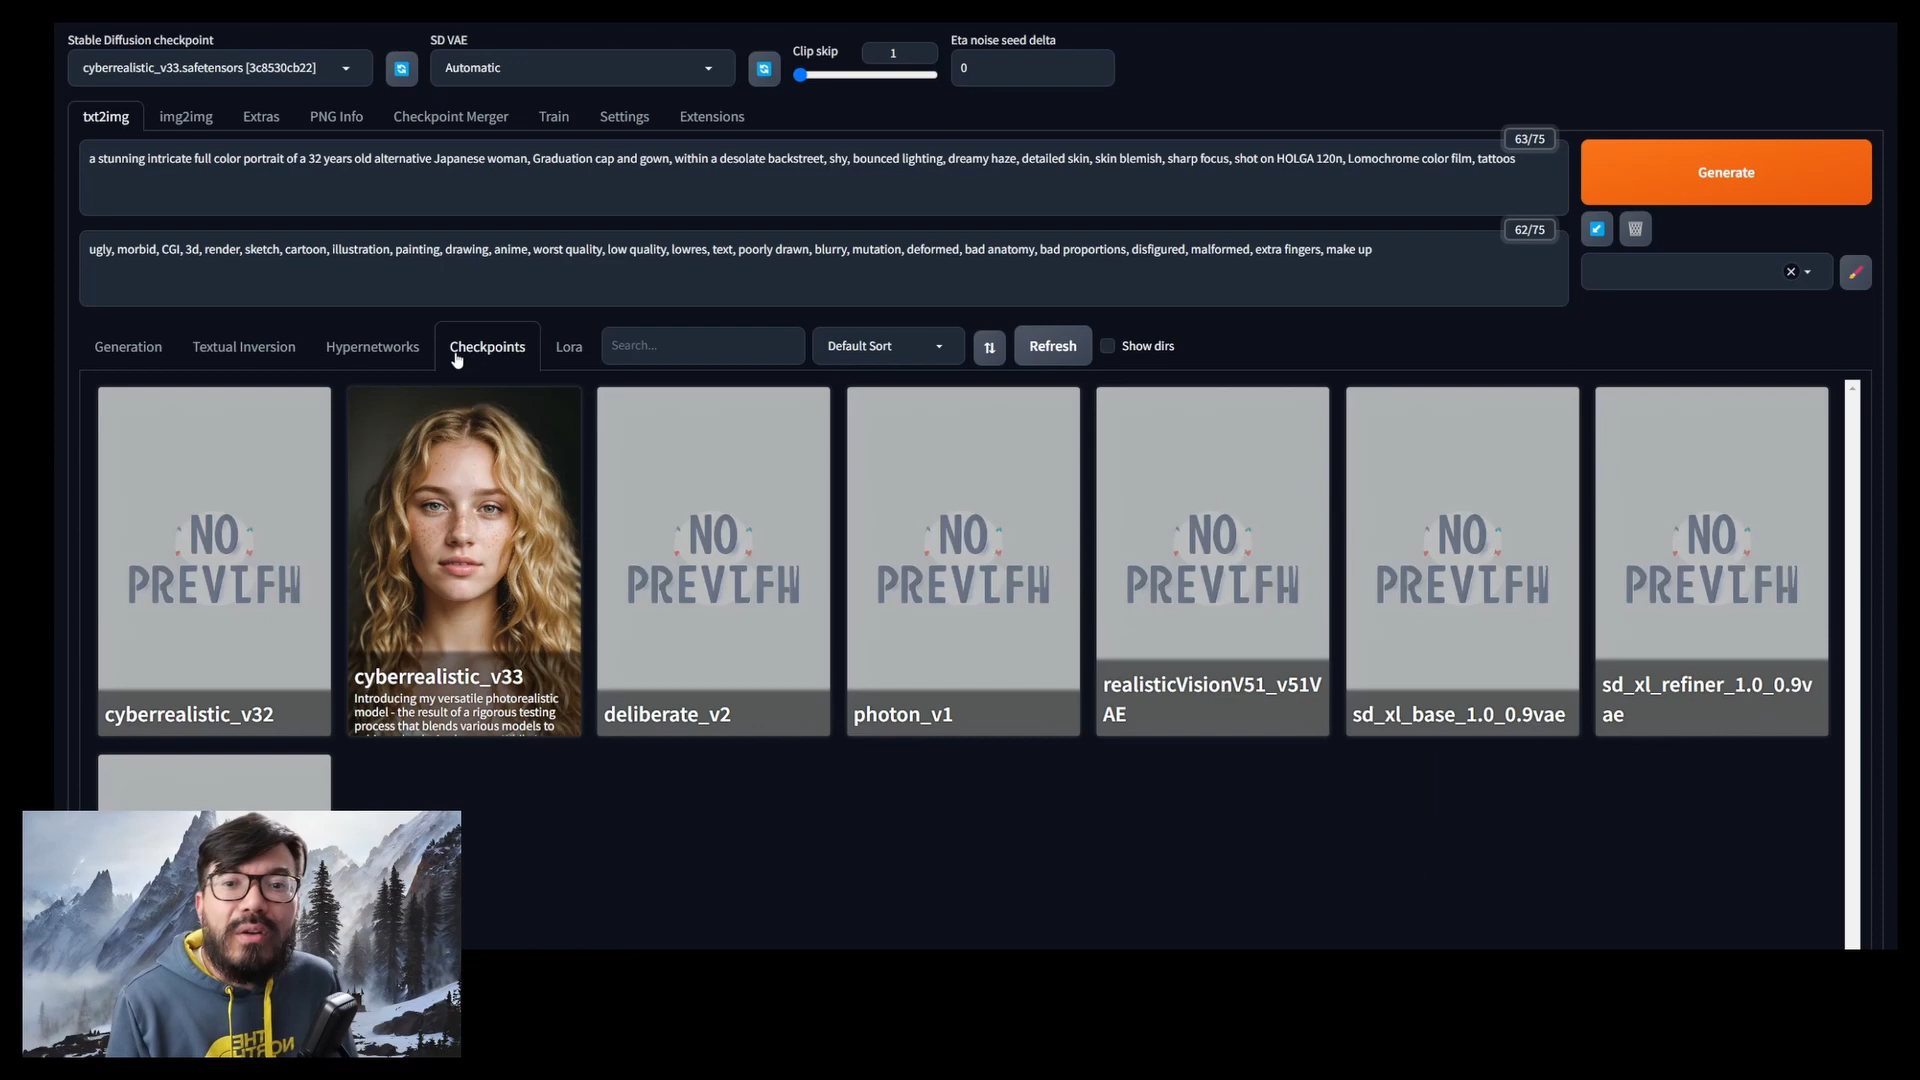 Stable Diffusion checkpoint
cyberrealistic_v33.safetensors [3c8530cb22]
SD VAE
Automatic
Clip skip
1
Eta noise seed delta
0
txt2img
img2img
Extras
PNG Info
Checkpoint Merger
Train
Settings
Extensions
63/75
a stunning intricate full color portrait of a 32 years old alternative Japanese woman, Graduation cap and gown, within a desolate backstreet, shy, bounced lighting, dreamy haze, detailed skin, skin blemish, sharp focus, shot on HOLGA 120n, Lomochrome color film, tattoos
Generate
62/75
ugly, morbid, CGI, 3d, render, sketch, cartoon, illustration, painting, drawing, anime, worst quality, low quality, lowres, text, poorly drawn, blurry, mutation, deformed, bad anatomy, bad proportions, disfigured, malformed, extra fingers, make up
Generation
Textual Inversion
Hypernetworks
Checkpoints
Lora
Search...
Default Sort
Refresh
Show dirs
NO
cyberrealistic_v32
cyberrealistic_v33
Introducing my versatile photorealistic
model - the result of a rigorous testing
process that blends various models to
NO
deliberate_v2
NO
photon_v1
NO
realisticVisionV51_v51V
AE
NO
sd_xl_base_1.0_0.9vae
NO
sd_xl_refiner_1.0_0.9v
ae
THE
NORTH